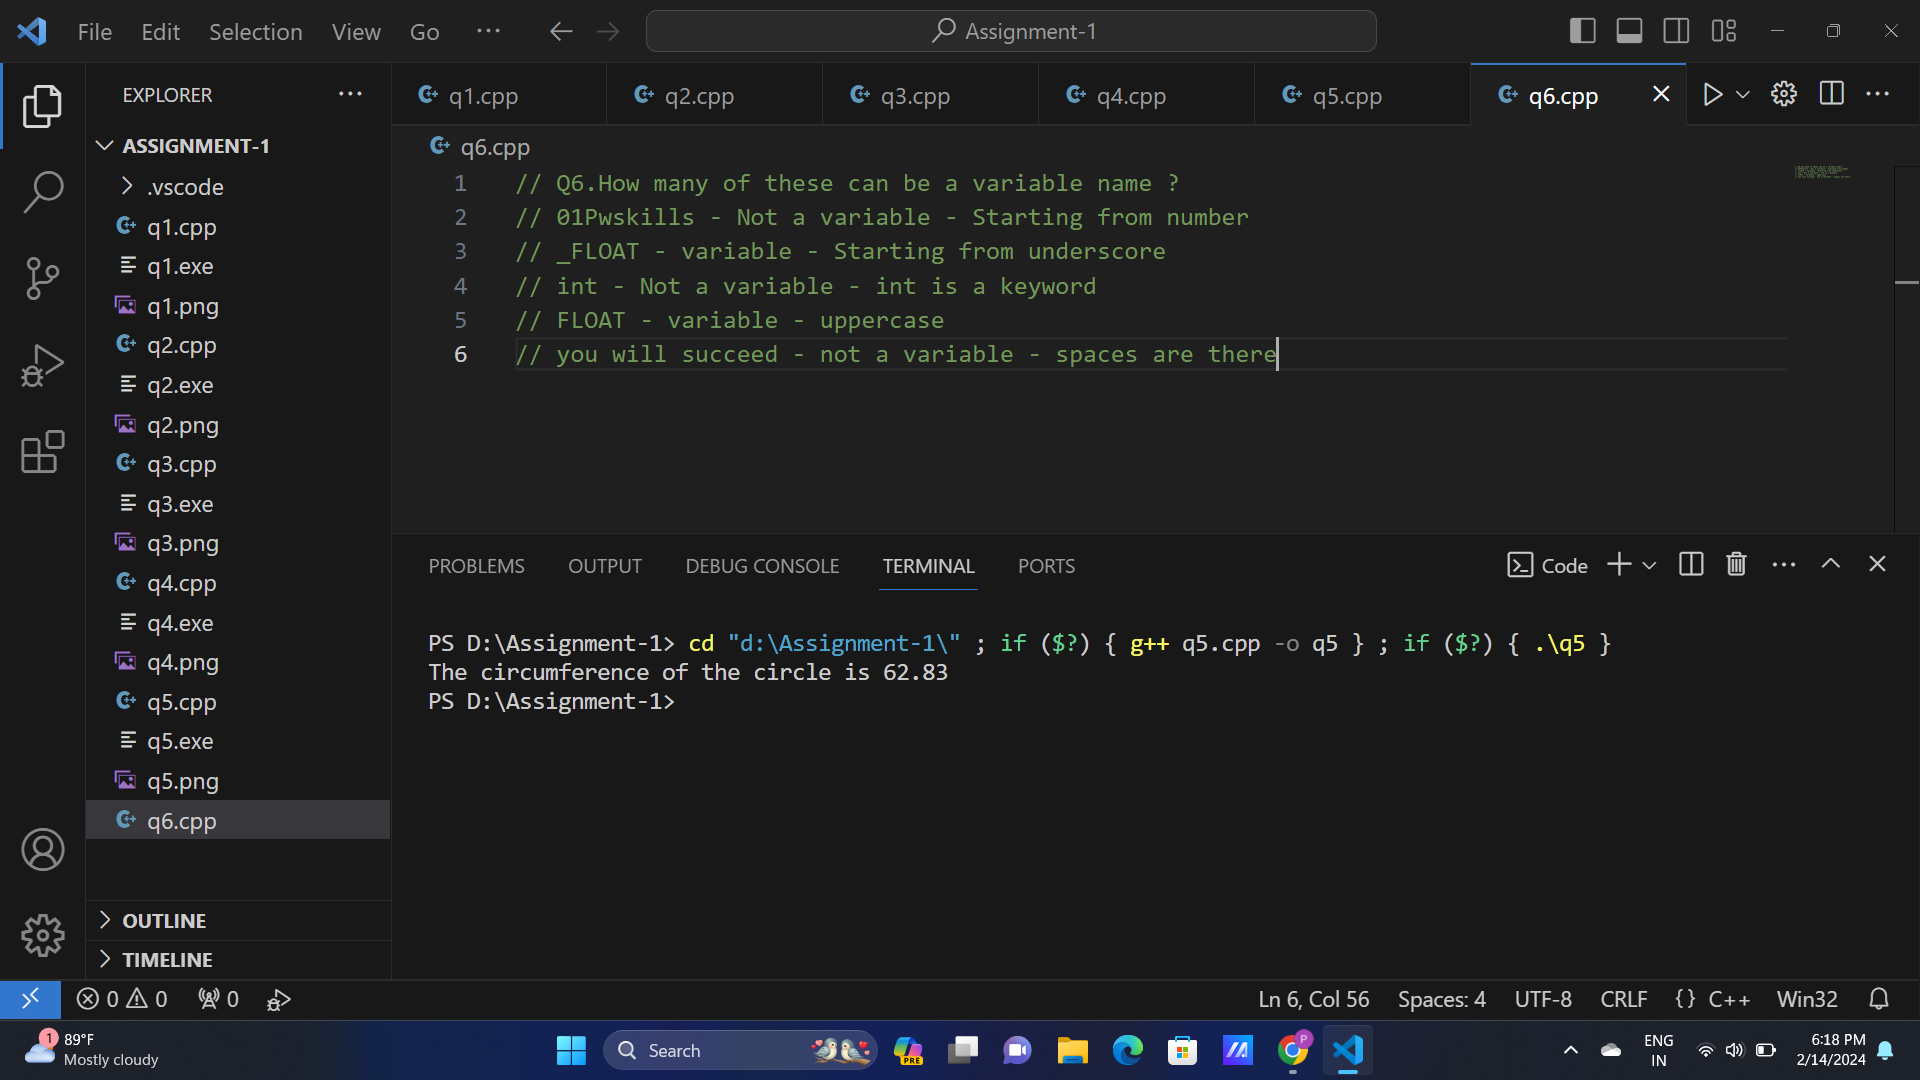 File Edit Selection View Go ··· Assignment-1
EXPLORER ···
ASSIGNMENT-1
.vscode
q1.cpp
q1.exe
q1.png
q2.cpp
q2.exe
q2.png
q3.cpp
q3.exe
q3.png
q4.cpp
q4.exe
q4.png
q5.cpp
q5.exe
q5.png
q6.cpp
OUTLINE
TIMELINE
q1.cpp q2.cpp q3.cpp q4.cpp q5.cpp q6.cpp
q6.cpp
1 // Q6.How many of these can be a variable name ?
2 // 01Pwskills - Not a variable - Starting from number
3 // _FLOAT - variable - Starting from underscore
4 // int - Not a variable - int is a keyword
5 // FLOAT - variable - uppercase
6 // you will succeed - not a variable - spaces are there
PROBLEMS OUTPUT DEBUG CONSOLE TERMINAL PORTS Code
PS D:\Assignment-1> cd "d:\Assignment-1\" ; if ($?) { g++ q5.cpp -o q5 } ; if ($?) { .\q5 }
The circumference of the circle is 62.83
PS D:\Assignment-1>
0 0 0 Ln 6, Col 56 Spaces: 4 UTF-8 CRLF {} C++ Win32
1 89°F
Mostly cloudy
Search
PRE
P
ENG
IN
6:18 PM
2/14/2024